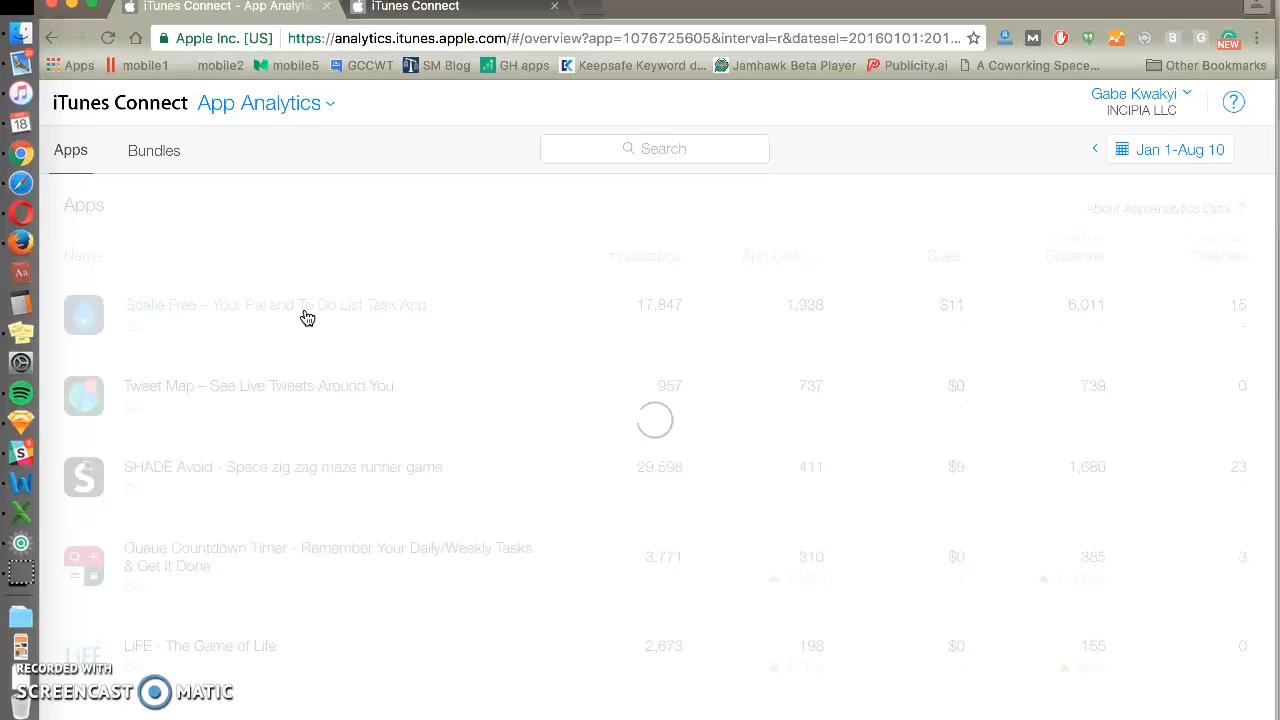 iTunes Connect - App Analytics
iTunes Connect
Apple Inc. [US] https://analytics.itunes.apple.com/#/overview?app=1076725605&interval=r&datesel=20160101:201...
NEW
Apps mobile1 mobile2 mobile5 GCCWT SM Blog GH apps Keepsafe Keyword d... Jamhawk Beta Player Publicity.ai A Coworking Space... Other Bookmarks
iTunes Connect App Analytics
Gabe Kwakyi
INCIPIA LLC
?
Apps Bundles Search Jan 1-Aug 10
18
Apps About App Analytics Data ?
Name Impressions App Units Sales Sessions Crashes
Goalie Free – Your Pal and To Do List Task App 17,847 1,938 $11 6,011 15
Tweet Map – See Live Tweets Around You 957 737 $0 739 0
SHADE Avoid - Space zig zag maze runner game 29,598 411 $9 1,680 23
Queue Countdown Timer - Remember Your Daily/Weekly Tasks
& Get it Done 3,771 310 $0 385 3
LiFE - The Game of Life 2,673 198 $0 155 0
LiFE
RECORDED WITH
SCREENCAST MATIC